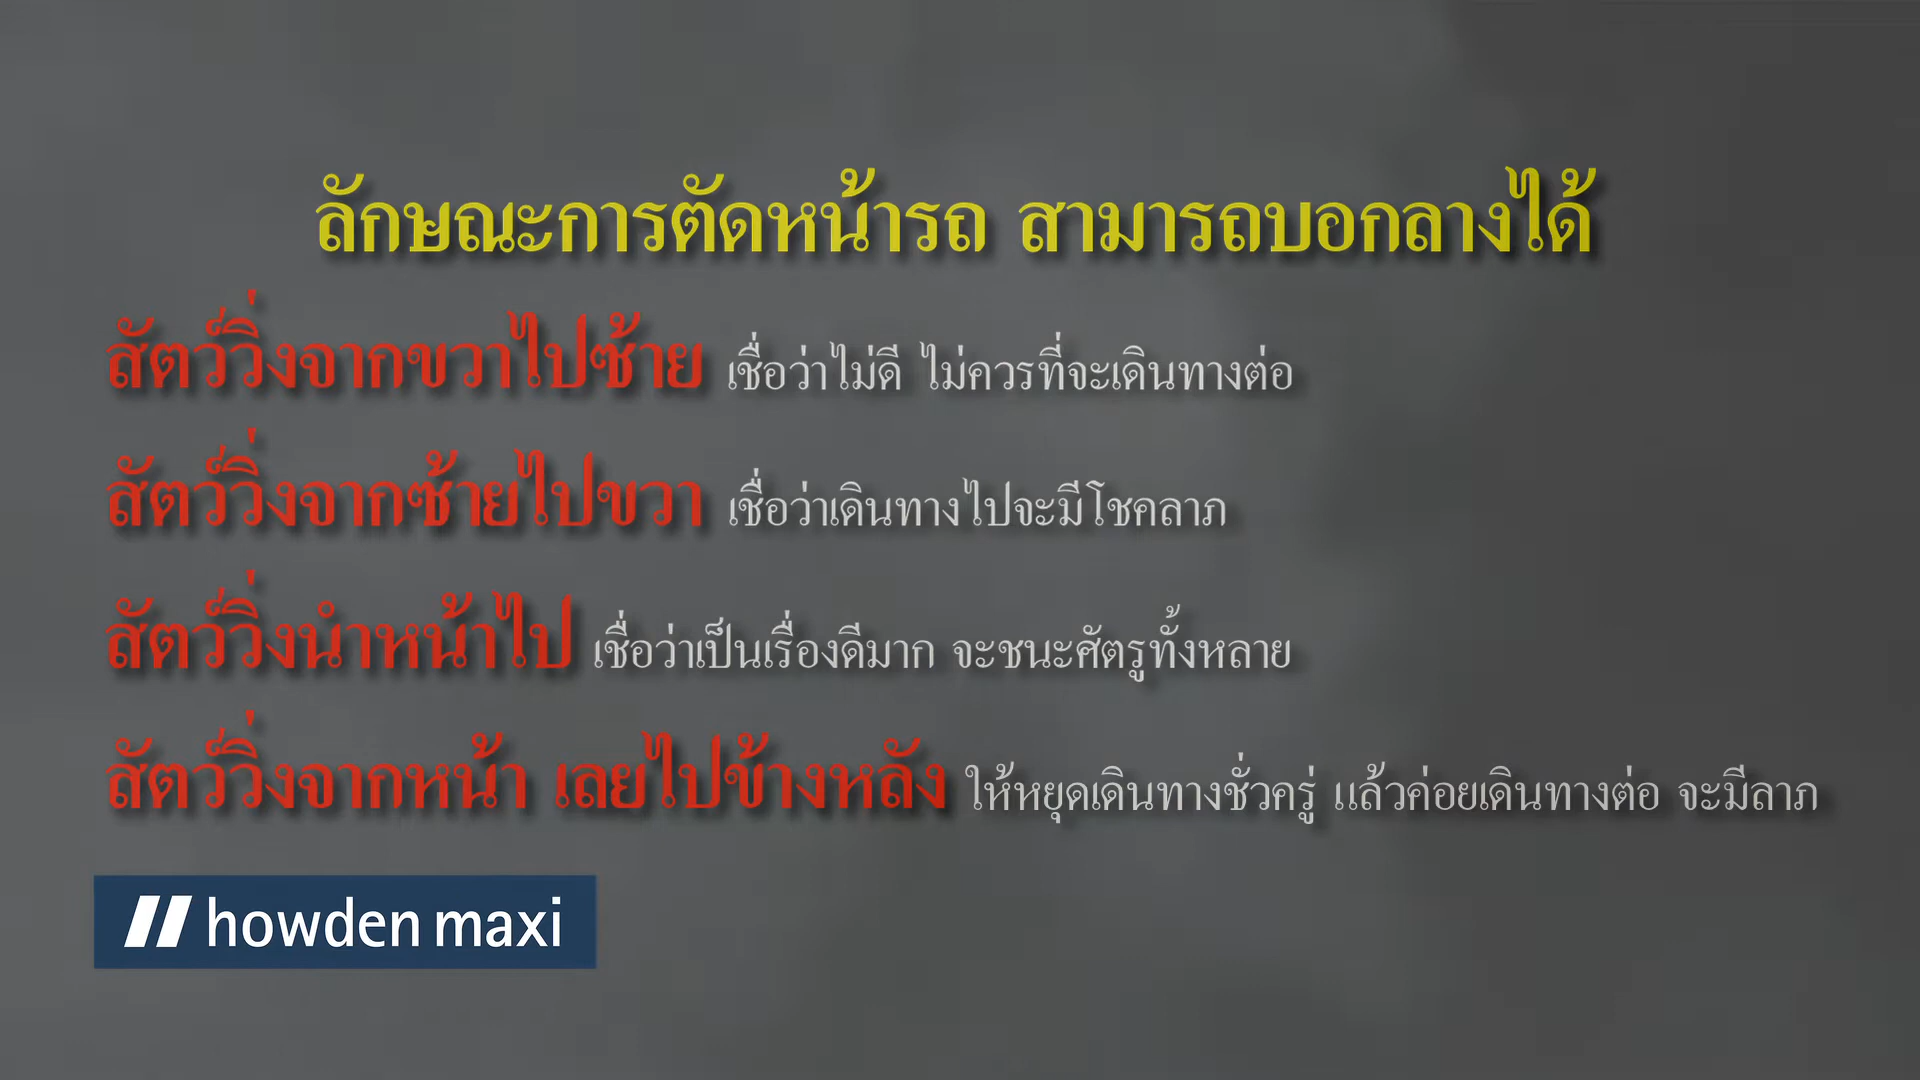 ลักษณะการตัดหน้ารถ สามารถบอกลางได้
สัตว์วิ่งจากขวาไปซ้าย เชื่อว่าไม่ดี ไม่ควรที่จะเดินทางต่อ
สัตว์วิ่งจากซ้ายไปขวา เชื่อว่าเดินทางไปจะมีโชคลาภ
สัตว์วิ่งนำหน้าไป เชื่อว่าเป็นเรื่องดีมาก จะชนะศัตรูทั้งหลาย
สัตว์วิ่งจากหน้า เลยไปข้างหลัง ให้หยุดเดินทางชั่วครู่ แล้วค่อยเดินทางต่อ จะมีลาภ
howden maxi